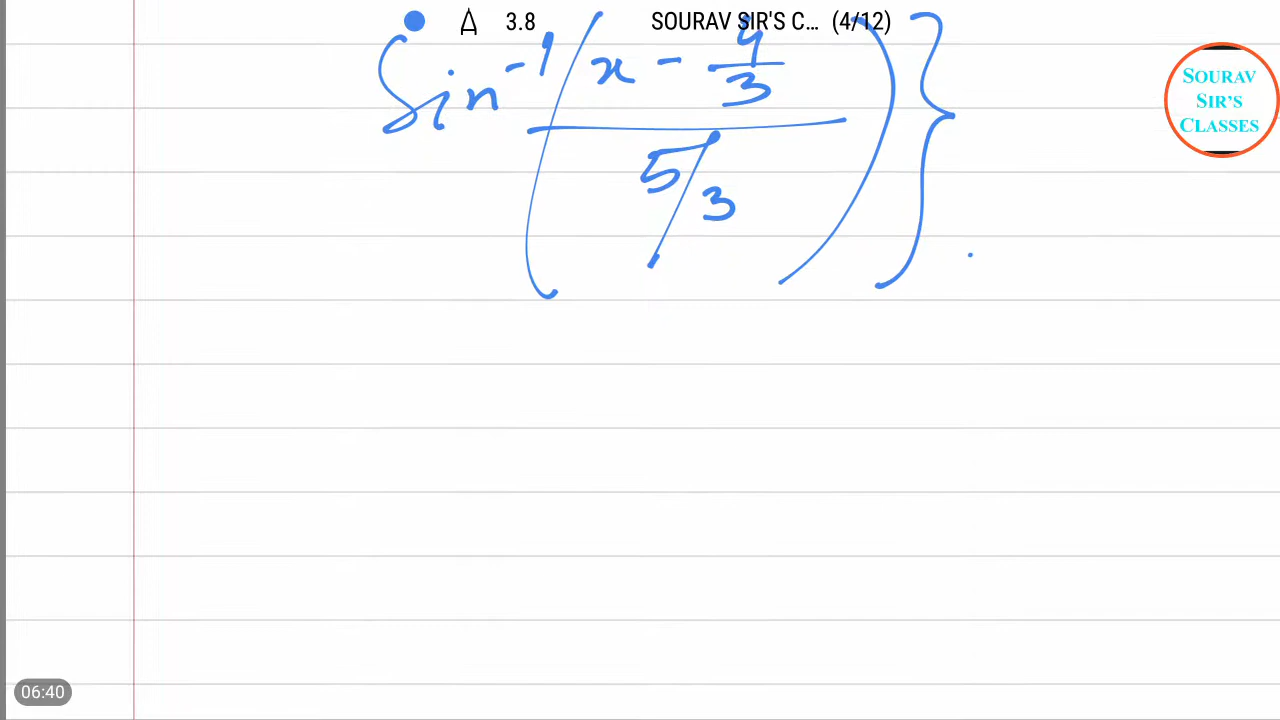 3.8 SOURAV SIR'S C... (4/12)
Sin⁻¹ ( (x - 4/3) / (5/3) ) }
SOURAV
SIR'S
CLASSES
06:40